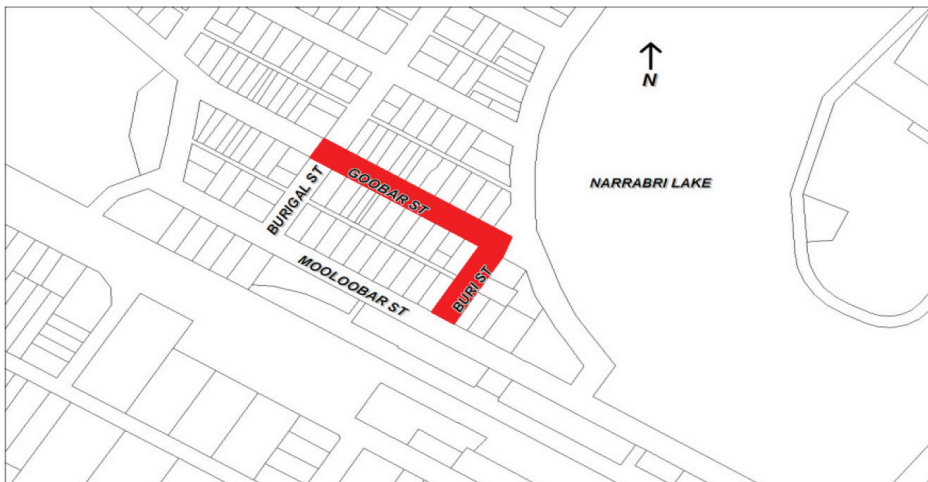 N
NARRABRI LAKE
GOOBAR ST
BURIGAL ST
MOOLOOBAR ST
BURI ST